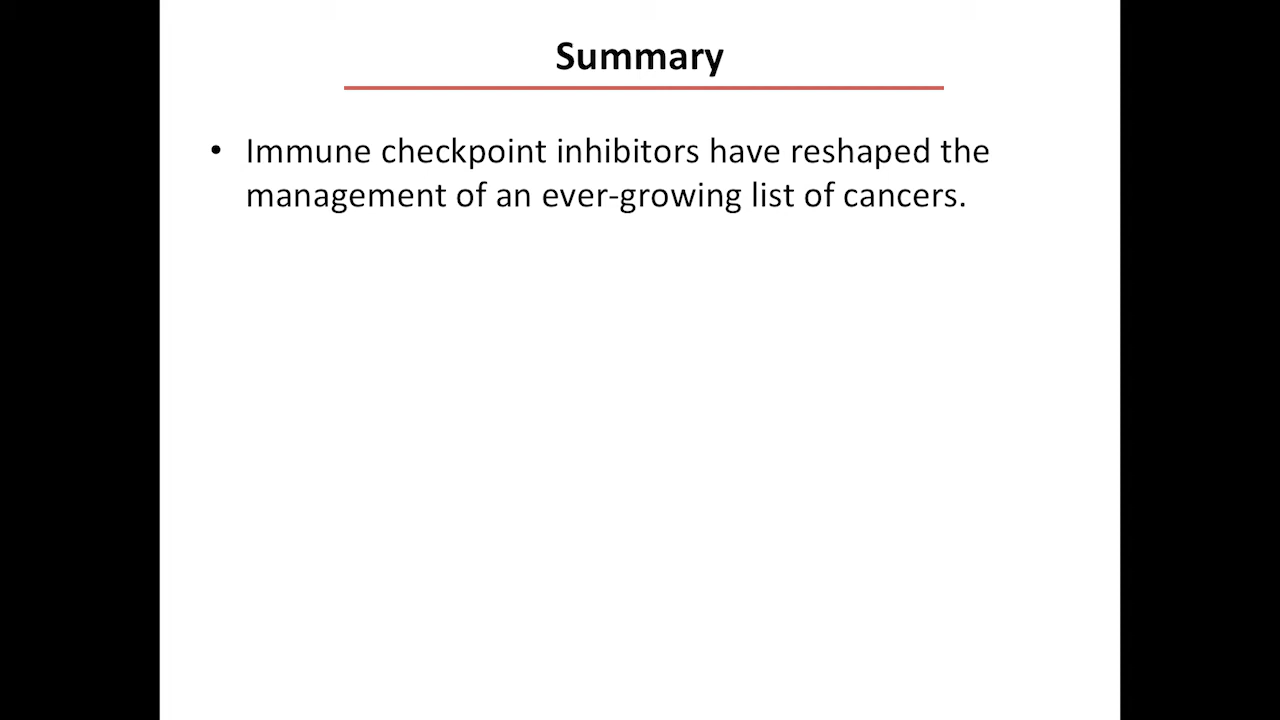 Summary
• Immune checkpoint inhibitors have reshaped the
management of an ever-growing list of cancers.